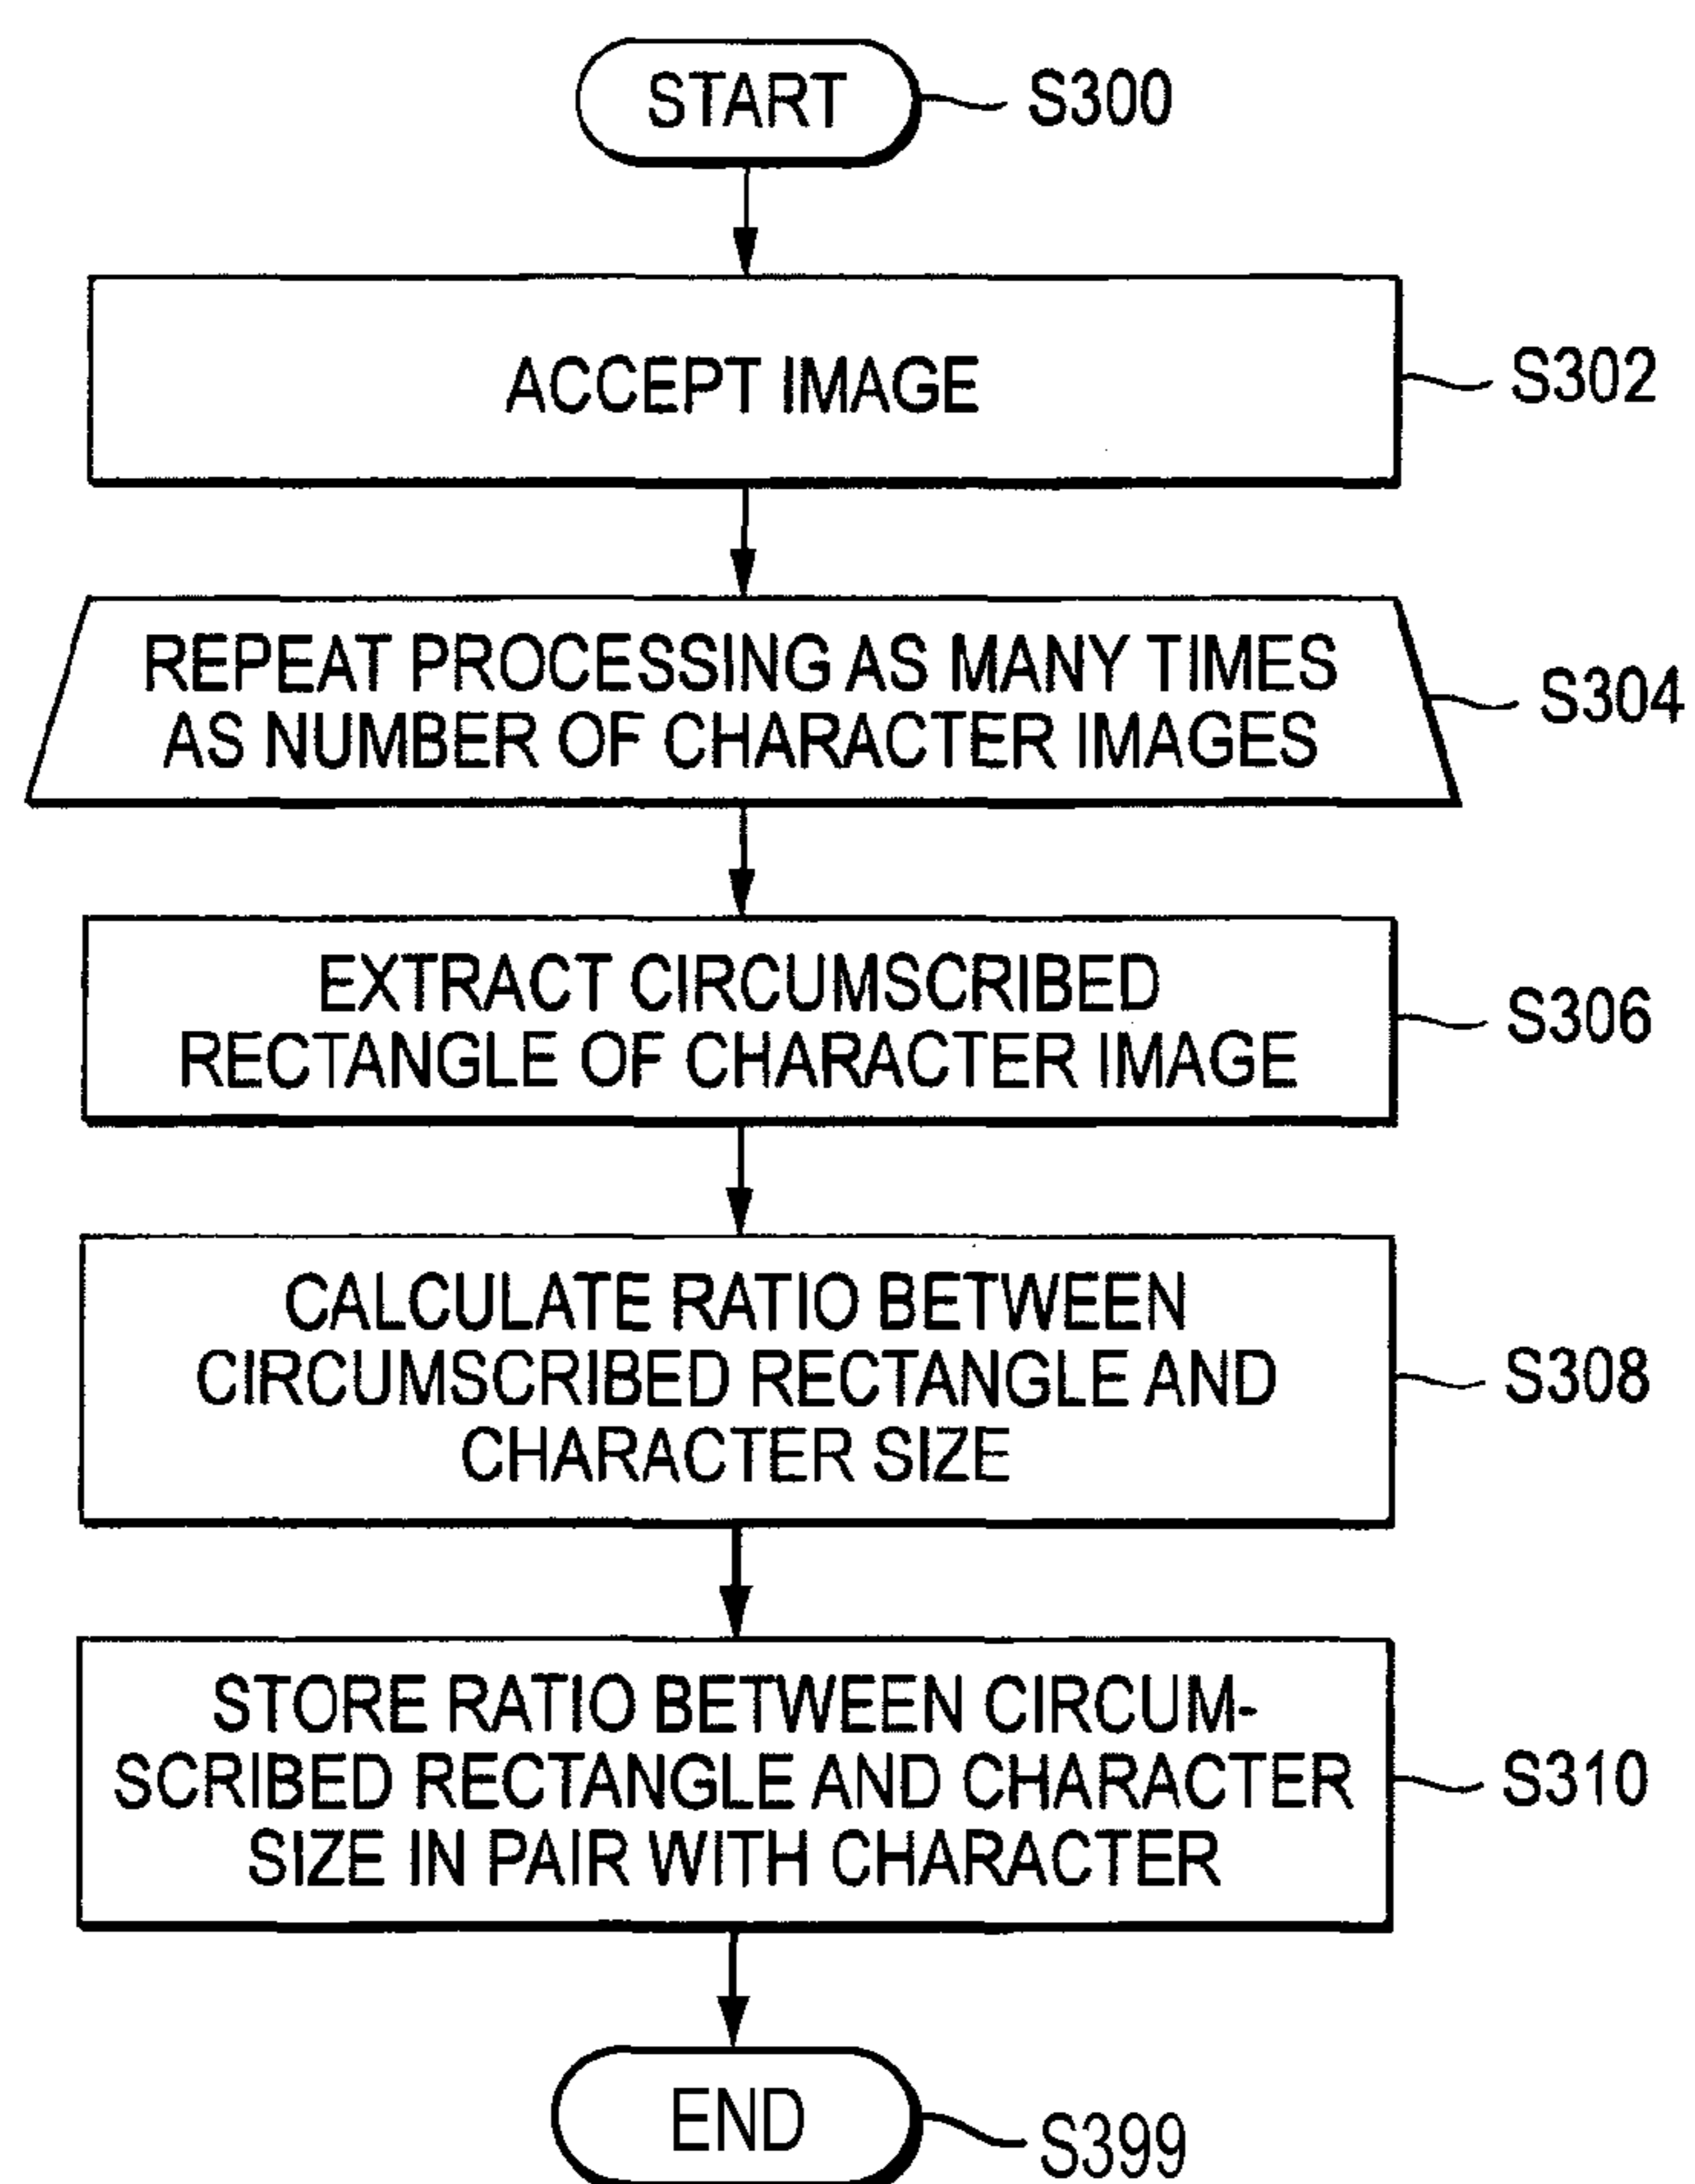 START
S300
ACCEPT IMAGE
S302
REPEAT PROCESSING AS MANY TIMES
AS NUMBER OF CHARACTER IMAGES
S304
EXTRACT CIRCUMSCRIBED
RECTANGLE OF CHARACTER IMAGE
S306
CALCULATE RATIO BETWEEN
CIRCUMSCRIBED RECTANGLE AND
CHARACTER SIZE
S308
STORE RATIO BETWEEN CIRCUM-
SCRIBED RECTANGLE AND CHARACTER
SIZE IN PAIR WITH CHARACTER
S310
END
S399